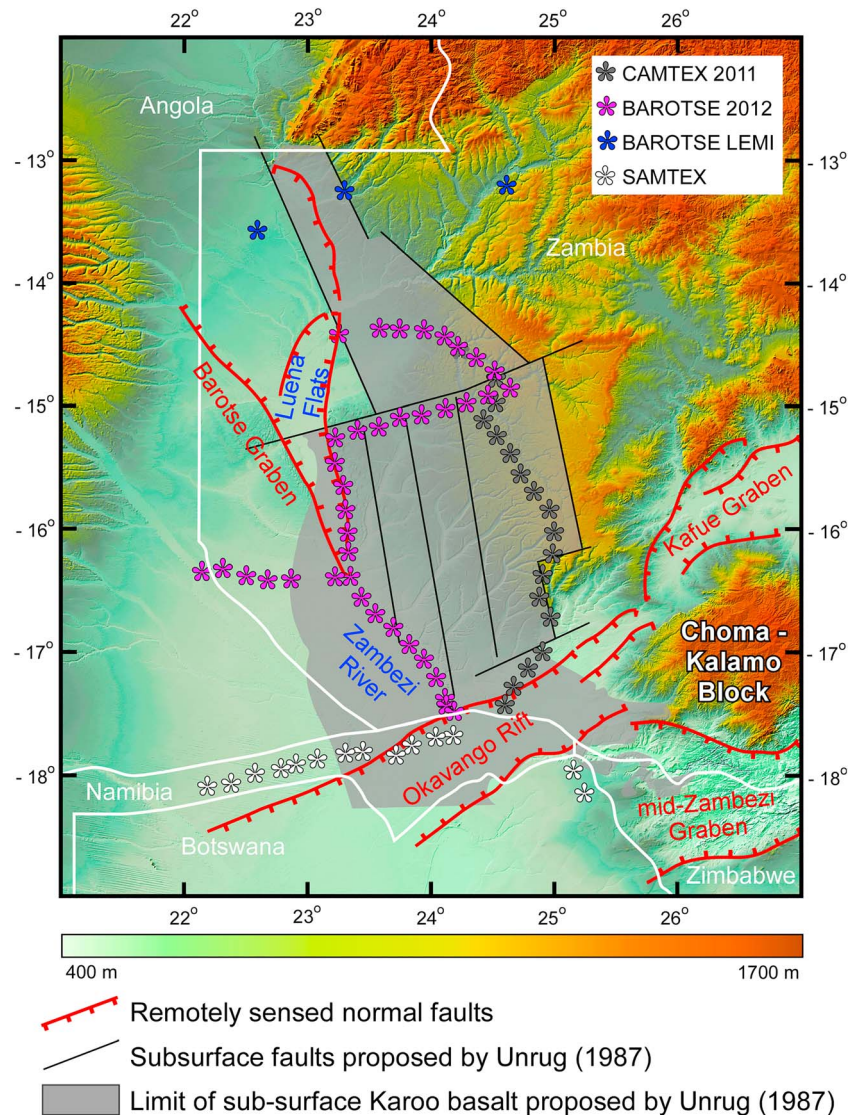 22° 23° 24° 25° 26°
CAMTEX 2011
BAROTSE 2012
BAROTSE LEMI
SAMTEX
Angola
- 13° - 13°
Zambia
- 14° - 14°
Barotse Graben
Luena
Flats
- 15° - 15°
Kafue Graben
- 16° - 16°
Zambezi
River
Choma -
Kalamo
Block
- 17° - 17°
Okavango Rift
- 18° - 18°
Namibia
mid-Zambezi
Graben
Botswana
Zimbabwe
22° 23° 24° 25° 26°
400 m 1700 m
Remotely sensed normal faults
Subsurface faults proposed by Unrug (1987)
Limit of sub-surface Karoo basalt proposed by Unrug (1987)